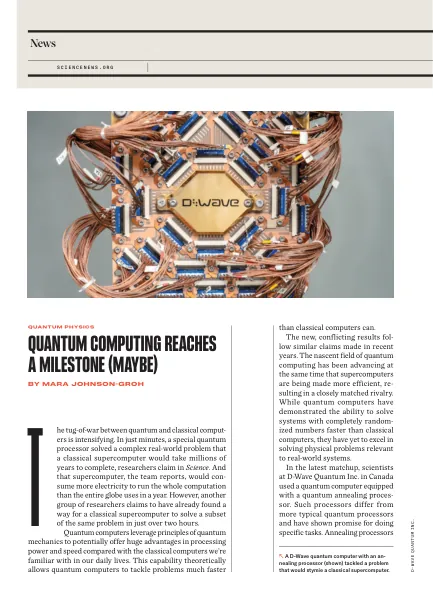 News
SCIENCENEWS.ORG
D:Wave
QUANTUM PHYSICS
QUANTUM COMPUTING REACHES
A MILESTONE (MAYBE)
BY MARA JOHNSON-GROH
The tug-of-war between quantum and classical comput-
ers is intensifying. In just minutes, a special quantum
processor solved a complex real-world problem that
a classical supercomputer would take millions of
years to complete, researchers claim in Science. And
that supercomputer, the team reports, would con-
sume more electricity to run the whole computation
than the entire globe uses in a year. However, another
group of researchers claims to have already found a
way for a classical supercomputer to solve a subset
of the same problem in just over two hours.
Quantum computers leverage principles of quantum
mechanics to potentially offer huge advantages in processing
power and speed compared with the classical computers we're
familiar with in our daily lives. This capability theoretically
allows quantum computers to tackle problems much faster
than classical computers can.
The new, conflicting results fol-
low similar claims made in recent
years. The nascent field of quantum
computing has been advancing at
the same time that supercomputers
are being made more efficient, re-
sulting in a closely matched rivalry.
While quantum computers have
demonstrated the ability to solve
systems with completely random-
ized numbers faster than classical
computers, they have yet to excel in
solving physical problems relevant
to real-world systems.
In the latest matchup, scientists
at D-Wave Quantum Inc. in Canada
used a quantum computer equipped
with a quantum annealing proces-
sor. Such processors differ from
more typical quantum processors
and have shown promise for doing
specific tasks. Annealing processors
↖ A D-Wave quantum computer with an an-
nealing processor (shown) tackled a problem
that would stymie a classical supercomputer.
D-WAVE QUANTUM INC.